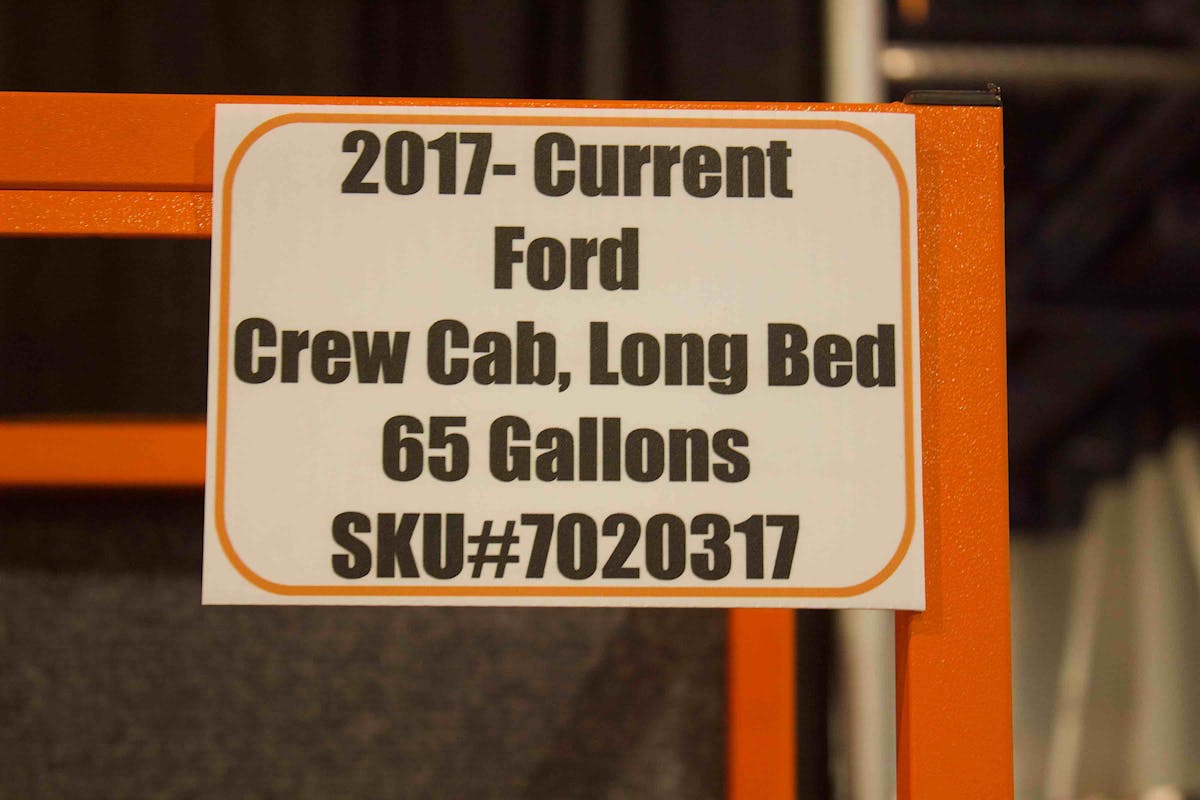 2017- Current
Ford
Crew Cab, Long Bed
65 Gallons
SKU#7020317